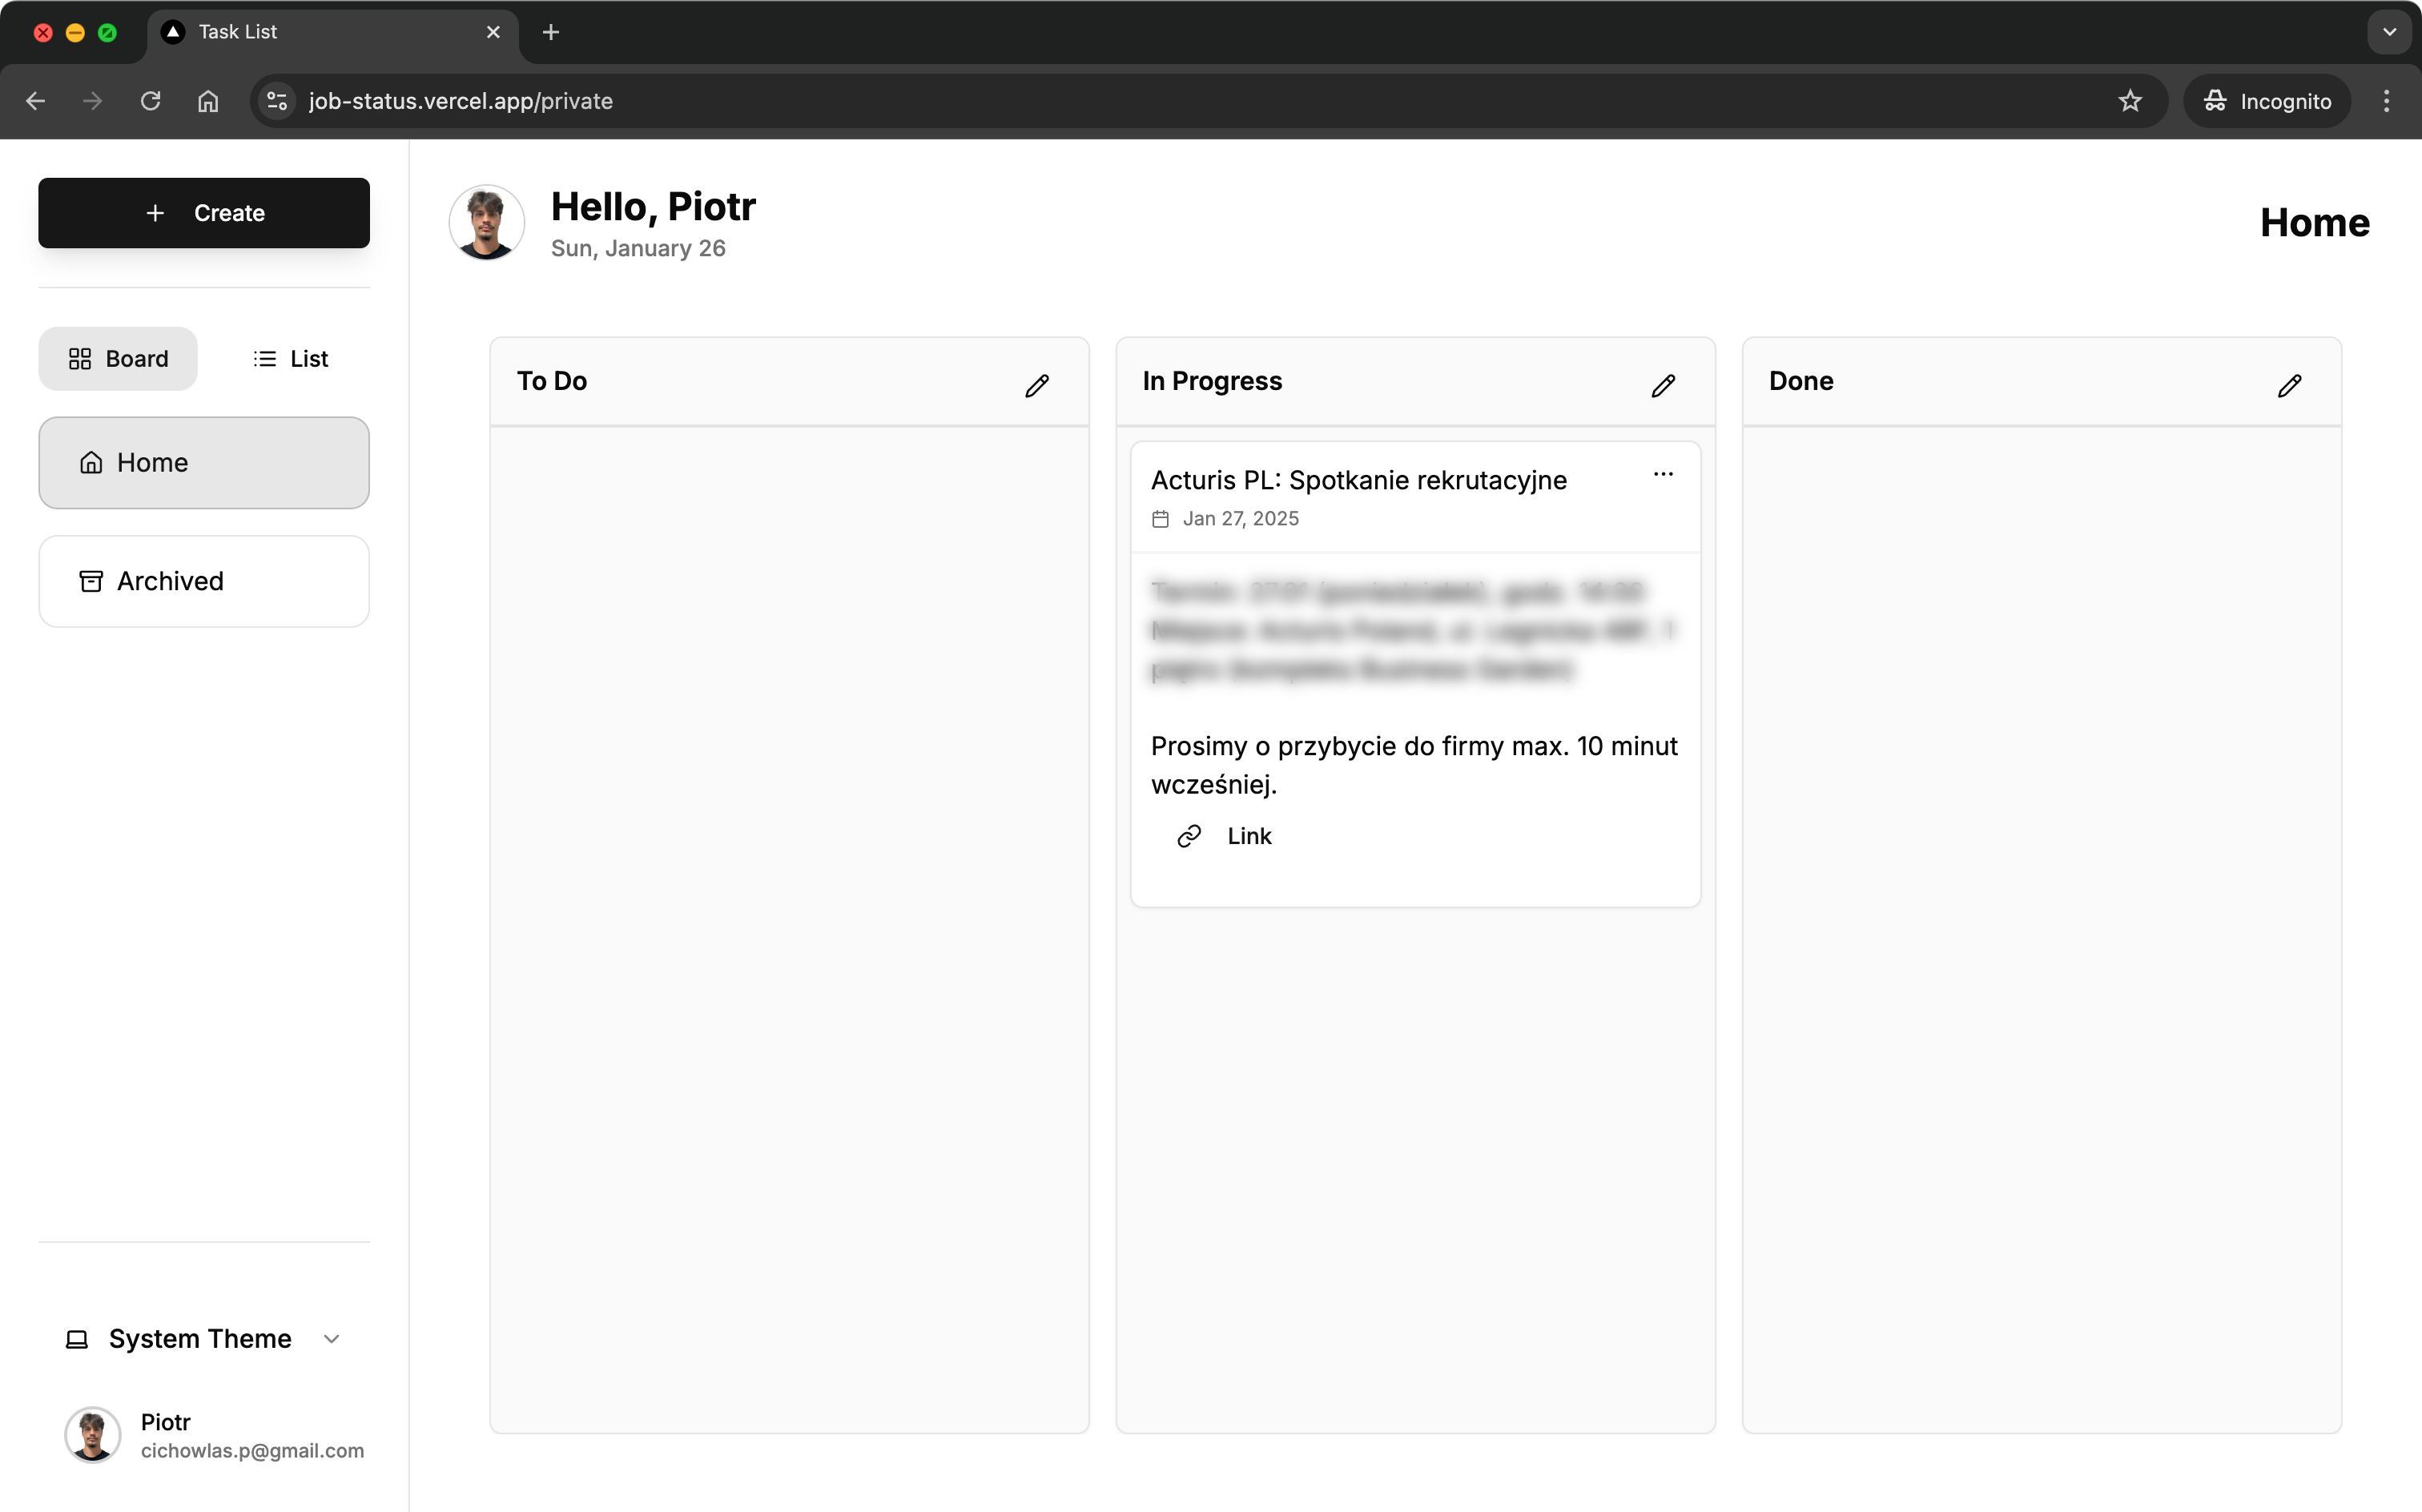 Task List
job-status.vercel.app/private
Incognito
Create
Board
List
Home
Archived
System Theme
Piotr
cichowlas.p@gmail.com
Hello, Piotr
Sun, January 26
Home
To Do
In Progress
Acturis PL: Spotkanie rekrutacyjne
Jan 27, 2025
Prosimy o przybycie do firmy max. 10 minut
wcześniej.
Link
Done